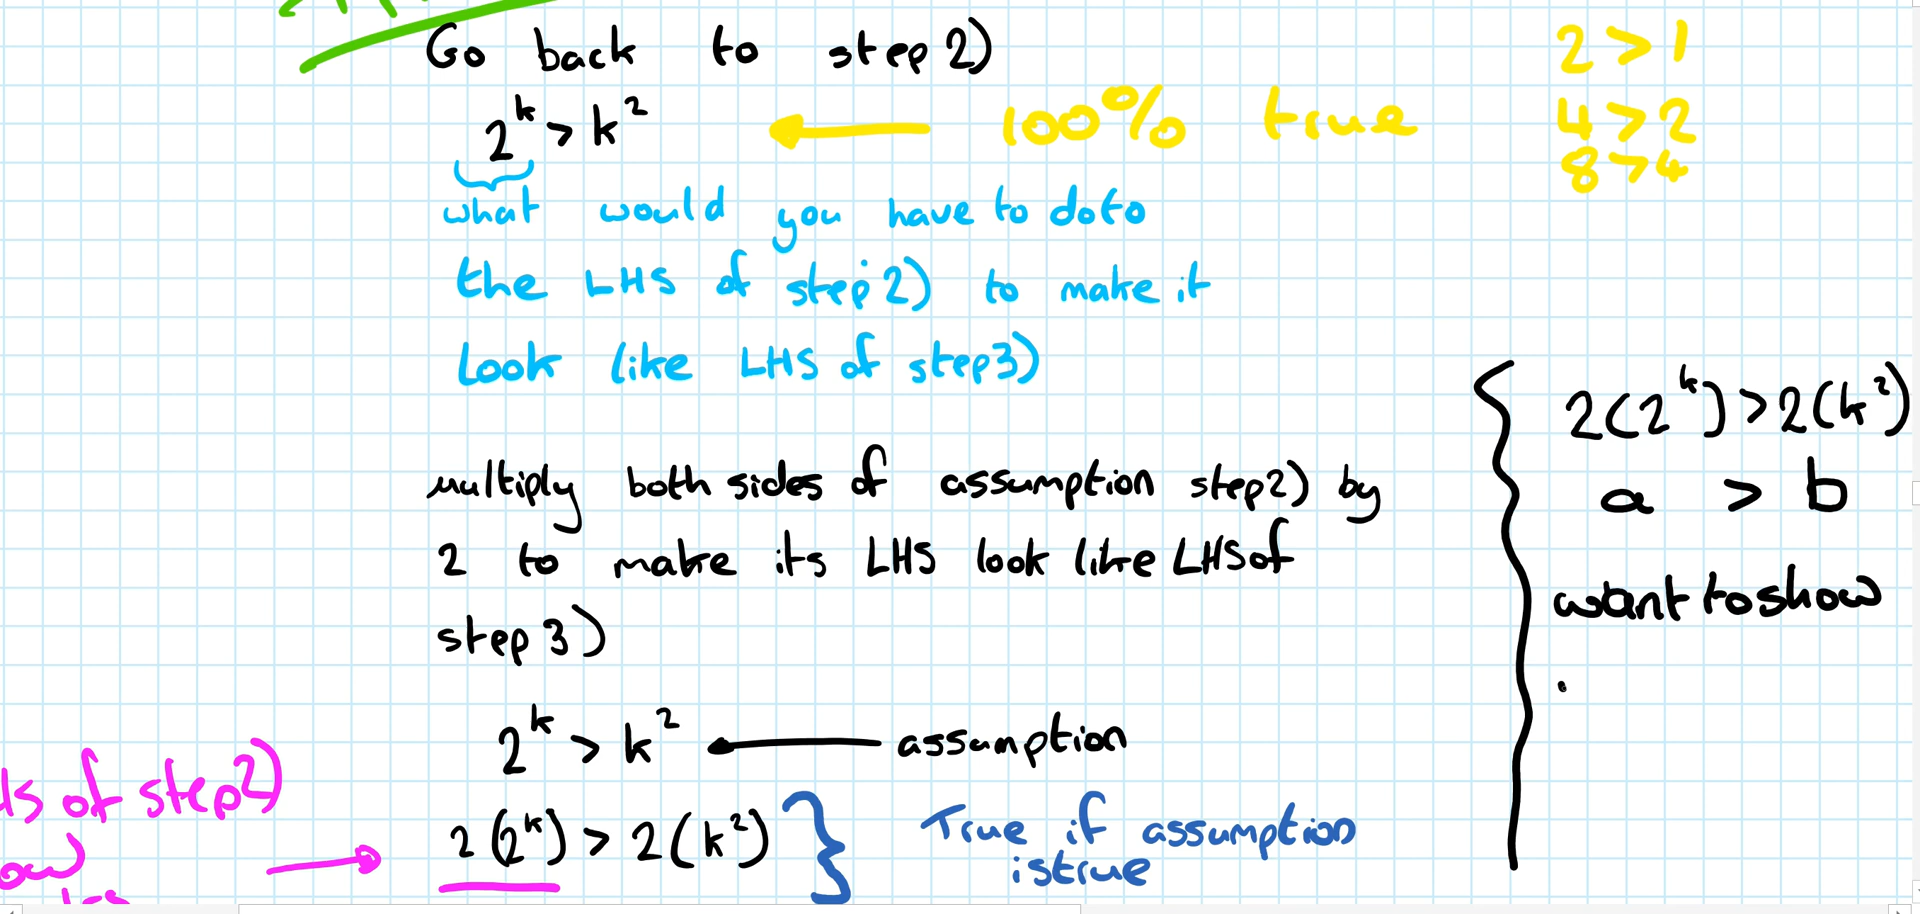 Go back to step 2)
2^k > k^2
100% true
2 > 1
4 > 2
8 > 4
what would you have to do to
the LHS of step 2) to make it
look like LHS of step 3)
multiply both sides of assumption step 2) by
2 to make its LHS look like LHS of
step 3)
2^k > k^2
assumption
2(2^k) > 2(k^2)
True if assumption
is true
2(2^k) > 2(k^2)
a > b
want to show
of step 2)